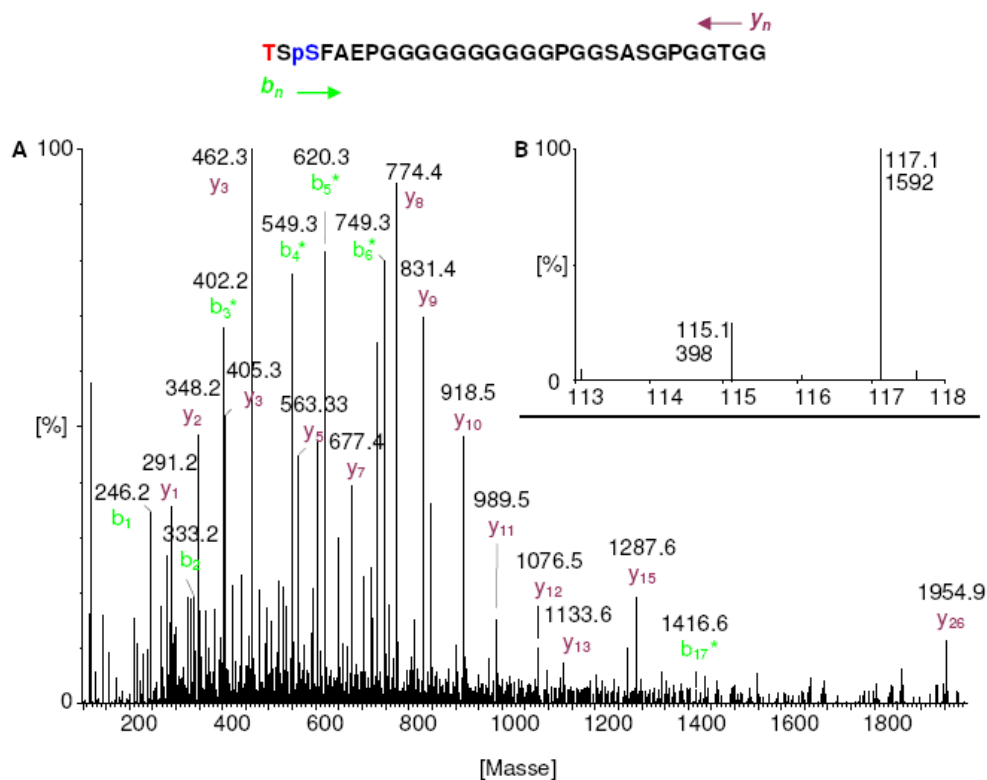 ← yₙ
TSpSFAEPGGGGGGGGGGPGGSASGPGGTGG
bₙ →
A 100
462.3 y₃
620.3 b₅*
774.4 y₈
549.3 b₄*
749.3 b₆*
831.4 y₉
402.2 b₃*
405.3 y₃
348.2 y₂
563.33 y₅
918.5 y₁₀
[%]
677.4 y₇
291.2 y₁
246.2 b₁
333.2 b₂
989.5 y₁₁
1076.5 y₁₂
1287.6 y₁₅
1133.6 y₁₃
1416.6 b₁₇*
1954.9 y₂₆
0
200 400 600 800 1000 1200 1400 1600 1800
[Masse]
B 100
117.1
1592
[%]
115.1
398
0
113 114 115 116 117 118